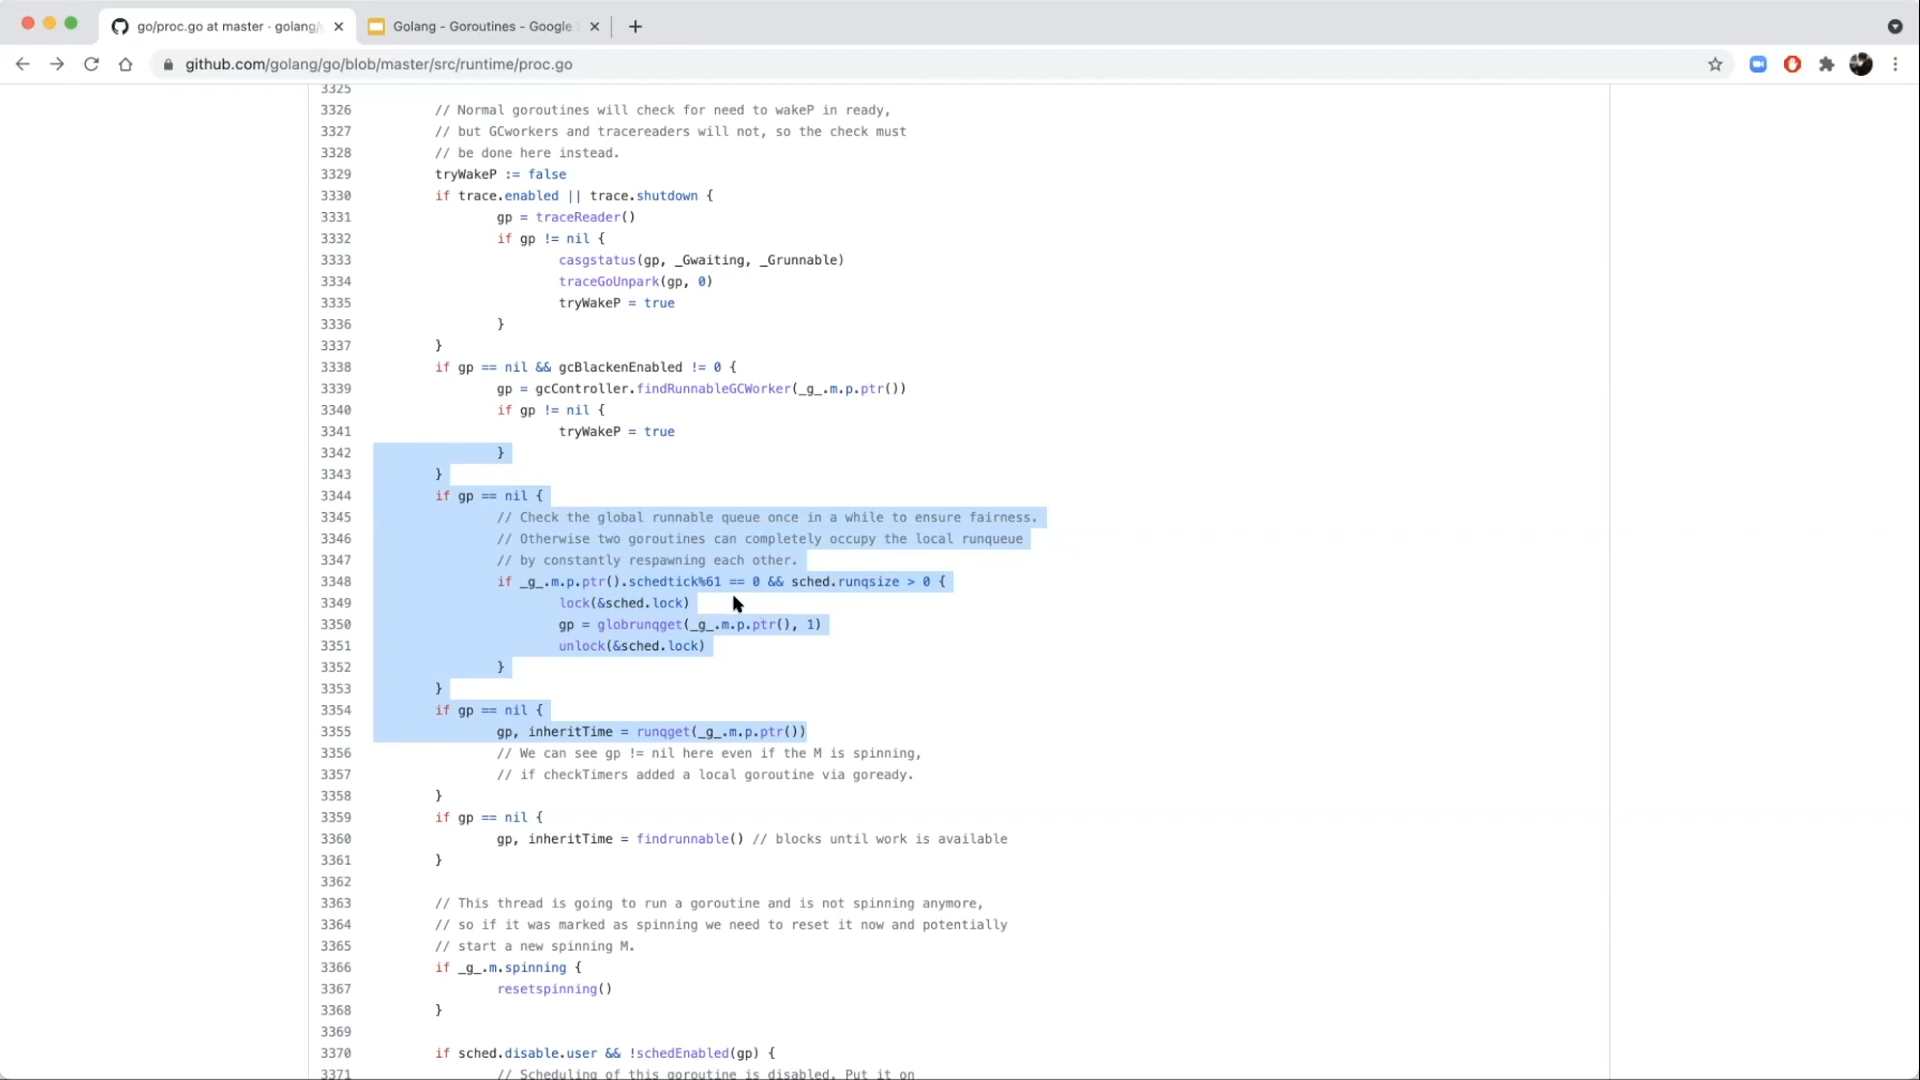 go/proc.go at master · golang/
Golang - Goroutines - Google
github.com/golang/go/blob/master/src/runtime/proc.go
3325
3326 // Normal goroutines will check for need to wakeP in ready,
3327 // but GCworkers and tracereaders will not, so the check must
3328 // be done here instead.
3329 tryWakeP := false
3330 if trace.enabled || trace.shutdown {
3331 gp = traceReader()
3332 if gp != nil {
3333 casgstatus(gp, _Gwaiting, _Grunnable)
3334 traceGoUnpark(gp, 0)
3335 tryWakeP = true
3336 }
3337 }
3338 if gp == nil && gcBlackenEnabled != 0 {
3339 gp = gcController.findRunnableGCWorker(_g_.m.p.ptr())
3340 if gp != nil {
3341 tryWakeP = true
3342 }
3343 }
3344 if gp == nil {
3345 // Check the global runnable queue once in a while to ensure fairness.
3346 // Otherwise two goroutines can completely occupy the local runqueue
3347 // by constantly respawning each other.
3348 if _g_.m.p.ptr().schedtick%61 == 0 && sched.runqsize > 0 {
3349 lock(&sched.lock)
3350 gp = globrunqget(_g_.m.p.ptr(), 1)
3351 unlock(&sched.lock)
3352 }
3353 }
3354 if gp == nil {
3355 gp, inheritTime = runqget(_g_.m.p.ptr())
3356 // We can see gp != nil here even if the M is spinning,
3357 // if checkTimers added a local goroutine via goready.
3358 }
3359 if gp == nil {
3360 gp, inheritTime = findrunnable() // blocks until work is available
3361 }
3362
3363 // This thread is going to run a goroutine and is not spinning anymore,
3364 // so if it was marked as spinning we need to reset it now and potentially
3365 // start a new spinning M.
3366 if _g_.m.spinning {
3367 resetspinning()
3368 }
3369
3370 if sched.disable.user && !schedEnabled(gp) {
3371 // Scheduling of this goroutine is disabled. Put it on